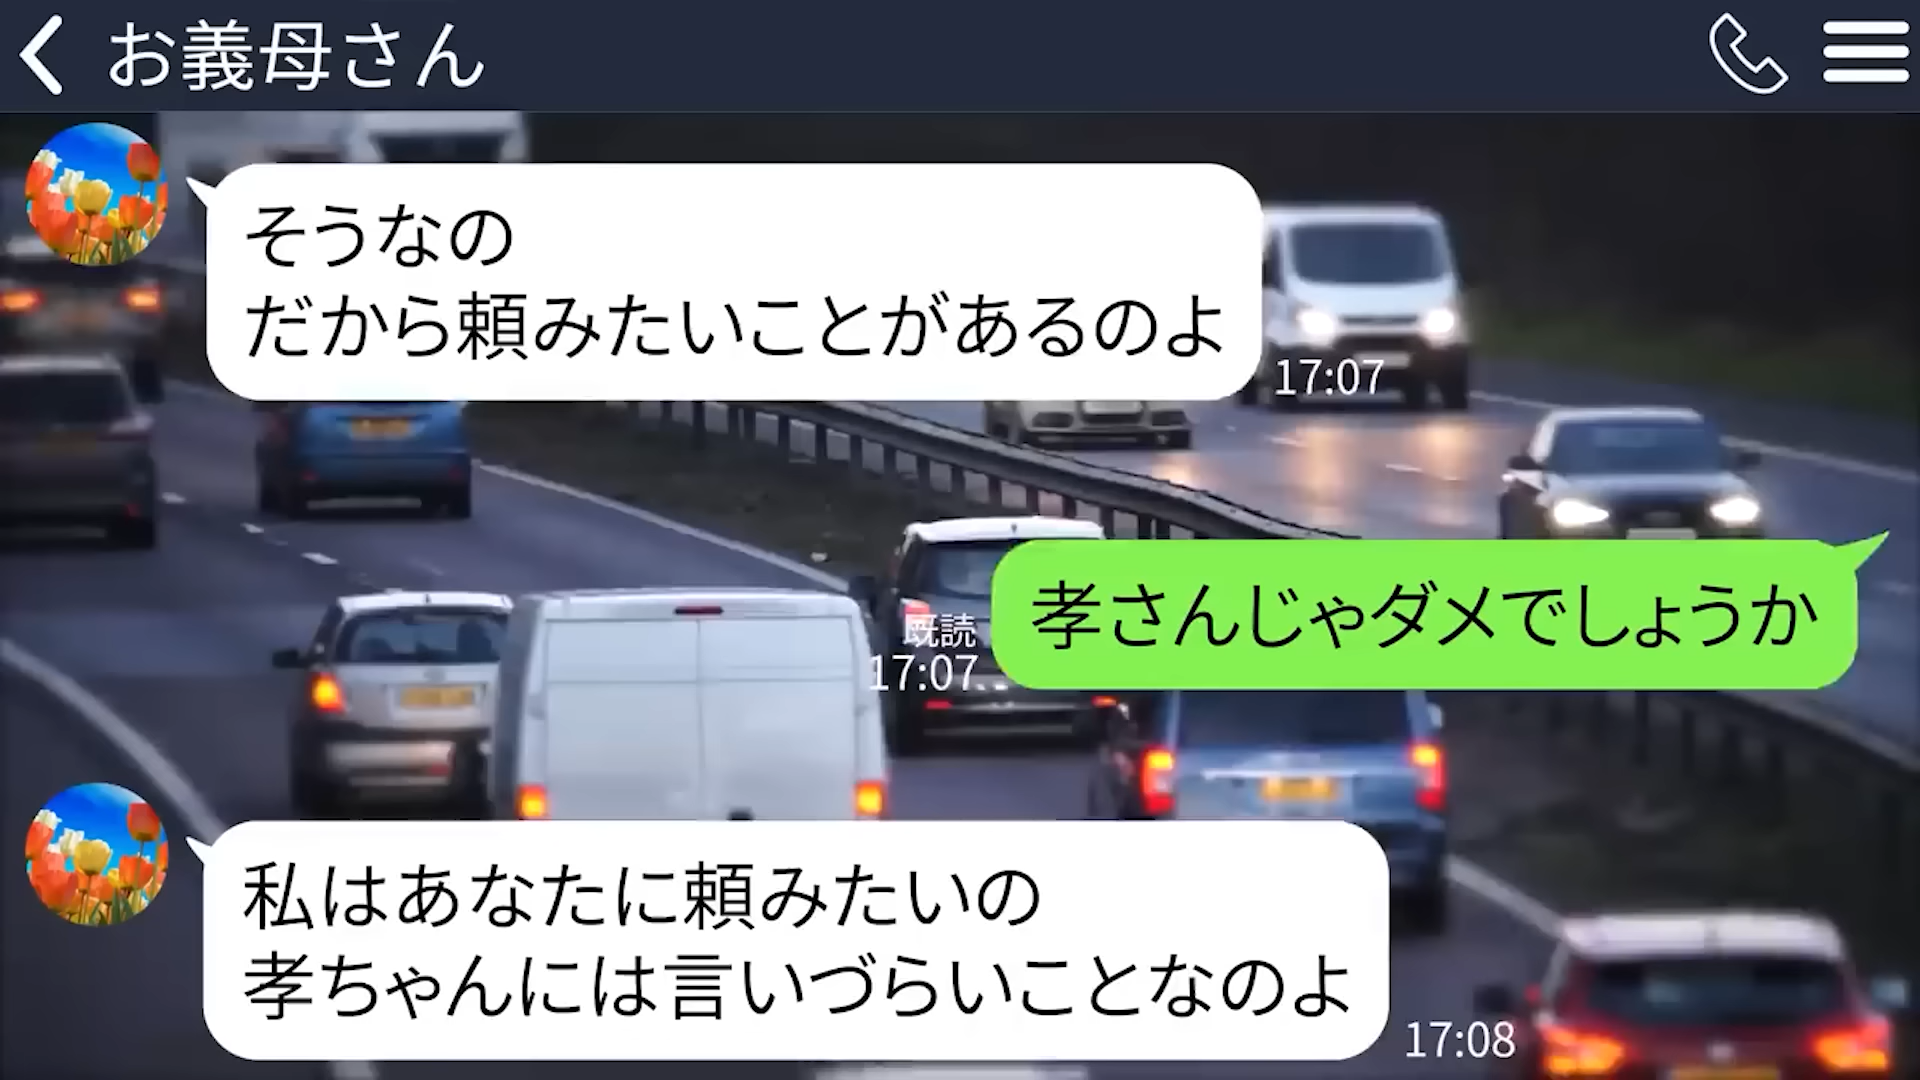 お義母さん
そうなの
だから頼みたいことがあるのよ
17:07
孝さんじゃダメでしょうか
既読
17:07
私はあなたに頼みたいの
孝ちゃんには言いづらいことなのよ
17:08